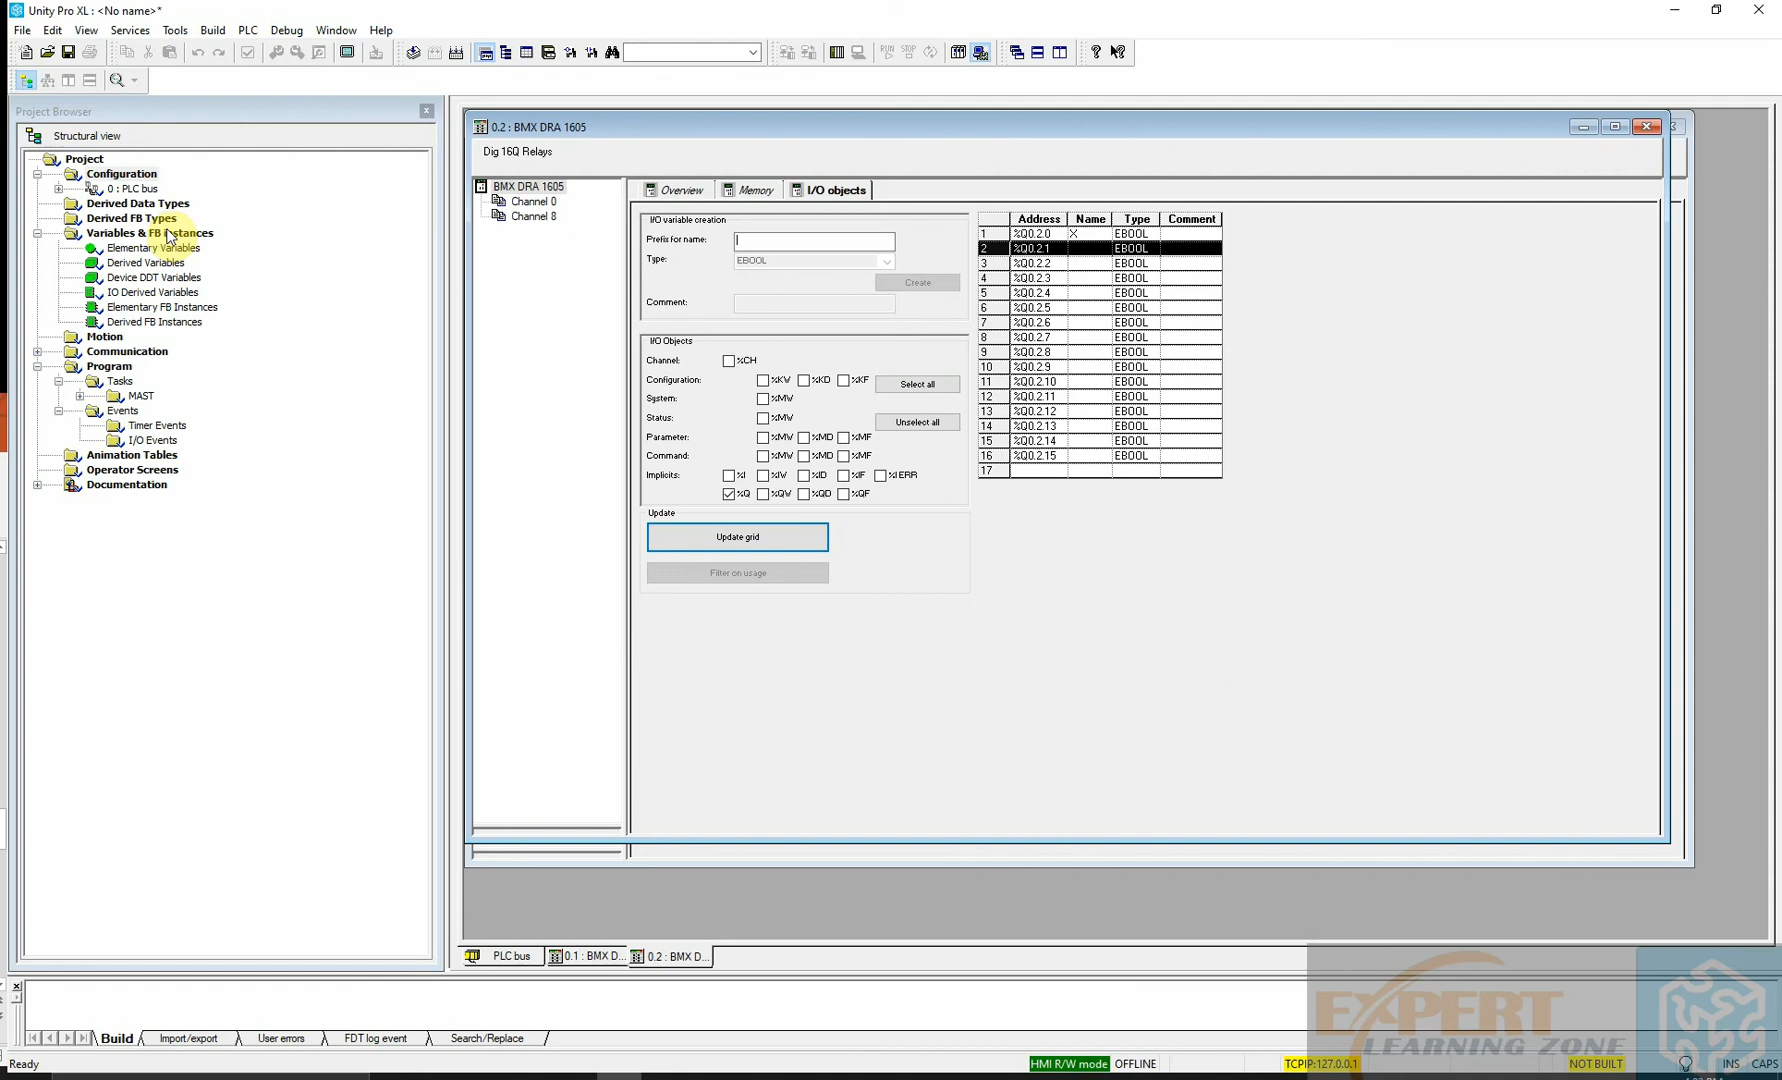 Unity Pro XL : <No name>*
File Edit View Services Tools Build PLC Debug Window Help
RUN STOP
Project Browser
Structural view
Project
Configuration
0 : PLC bus
Derived Data Types
Derived FB Types
Variables & FB instances
Elementary Variables
Derived Variables
Device DDT Variables
IO Derived Variables
Elementary FB Instances
Derived FB Instances
Motion
Communication
Program
Tasks
MAST
Events
Timer Events
I/O Events
Animation Tables
Operator Screens
Documentation
0.2 : BMX DRA 1605
Dig 16Q Relays
BMX DRA 1605
Channel 0
Channel 8
Overview Memory I/O objects
I/O variable creation
Prefix for name:
Type: EBOOL
Create
Comment:
I/O Objects
Channel: %CH
Configuration: %KW %KD %KF Select all
System: %MW
Status: %MW Unselect all
Parameter: %MW %MD %MF
Command: %MW %MD %MF
Implicits: %I %IW %ID %IF %I ERR
%Q %QW %QD %QF
Update
Update grid
Filter on usage
Address Name Type Comment
1 %Q0.2.0 X EBOOL
2 %Q0.2.1 EBOOL
3 %Q0.2.2 EBOOL
4 %Q0.2.3 EBOOL
5 %Q0.2.4 EBOOL
6 %Q0.2.5 EBOOL
7 %Q0.2.6 EBOOL
8 %Q0.2.7 EBOOL
9 %Q0.2.8 EBOOL
10 %Q0.2.9 EBOOL
11 %Q0.2.10 EBOOL
12 %Q0.2.11 EBOOL
13 %Q0.2.12 EBOOL
14 %Q0.2.13 EBOOL
15 %Q0.2.14 EBOOL
16 %Q0.2.15 EBOOL
17
PLC bus 0.1 : BMX D... 0.2 : BMX D...
Build Import/export User errors FDT log event Search/Replace
EXPERT
LEARNING ZONE
Ready HMI R/W mode OFFLINE TCPIP:127.0.0.1 NOT BUILT INS CAPS